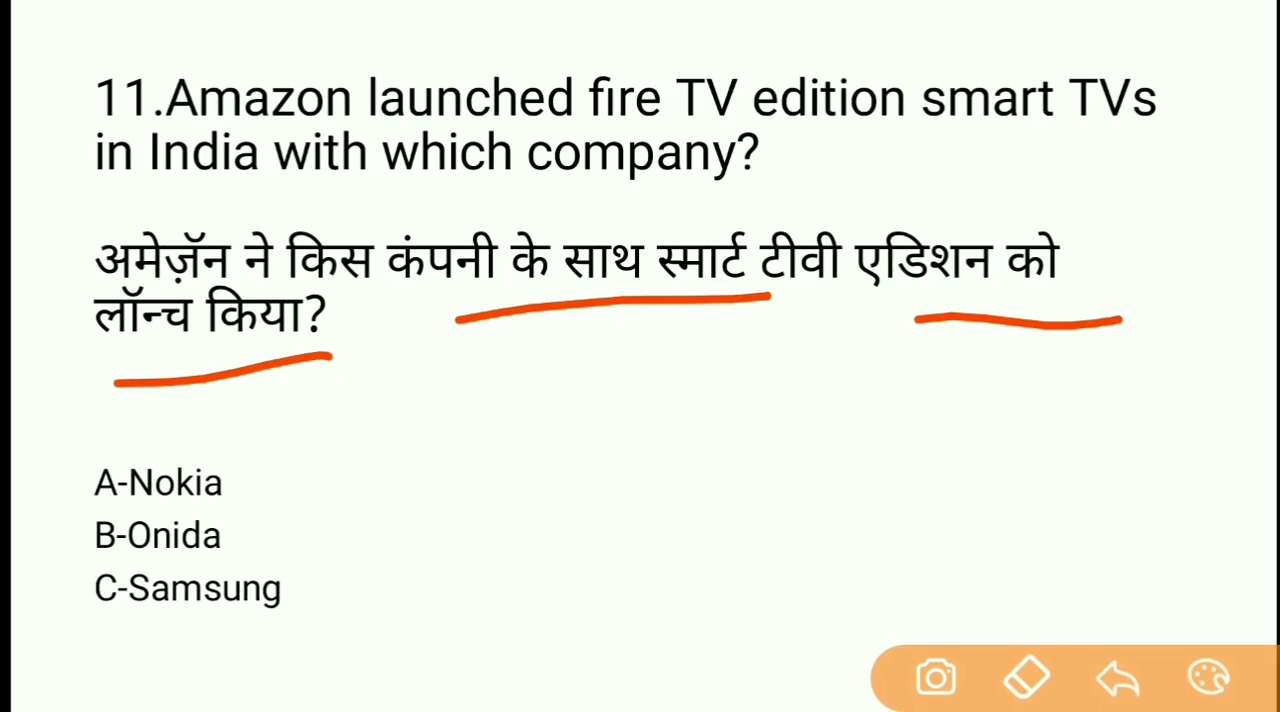 11.Amazon launched fire TV edition smart TVs
in India with which company?
अमेज़ॅन ने किस कंपनी के साथ स्मार्ट टीवी एडिशन को
लॉन्च किया?
A-Nokia
B-Onida
C-Samsung